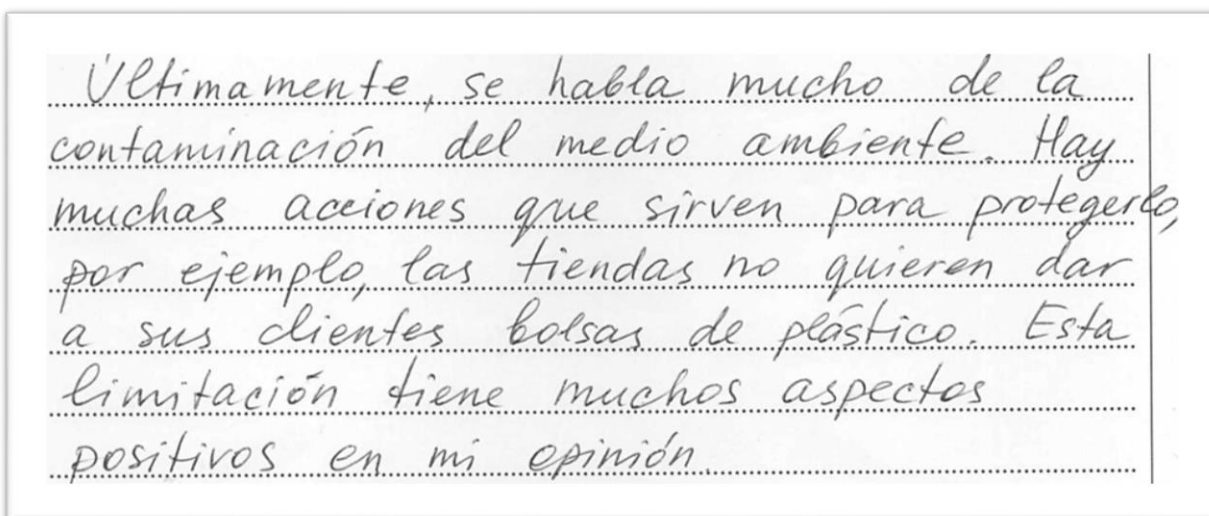 Últimamente, se habla mucho de la
contaminación del medio ambiente. Hay
muchas acciones que sirven para protegerlo,
por ejemplo, las tiendas no quieren dar
a sus clientes bolsas de plástico. Esta
limitación tiene muchos aspectos
positivos en mi opinión.